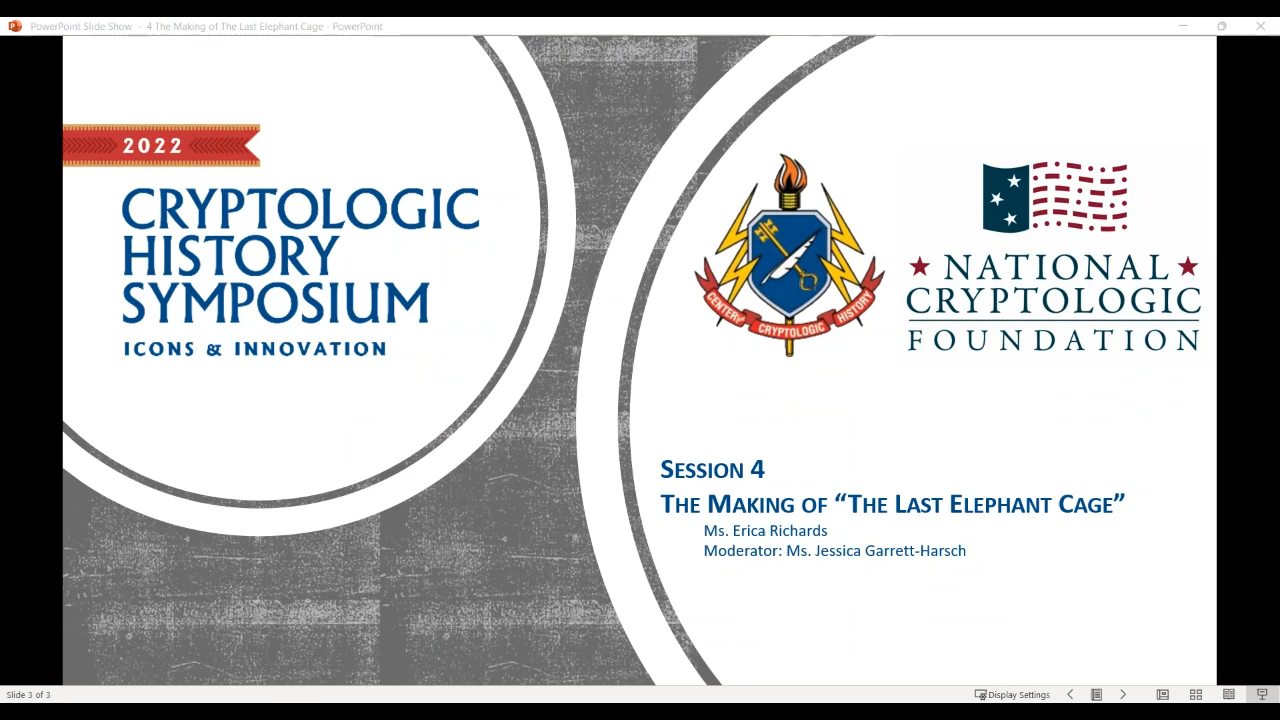 PowerPoint Slide Show - 4 The Making of The Last Elephant Cage - PowerPoint
2022
CRYPTOLOGIC
HISTORY
SYMPOSIUM
ICONS & INNOVATION
CENTER CRYPTOLOGIC HISTORY
NATIONAL
CRYPTOLOGIC
FOUNDATION
SESSION 4
THE MAKING OF “THE LAST ELEPHANT CAGE”
Ms. Erica Richards
Moderator: Ms. Jessica Garrett-Harsch
Slide 3 of 3
Display Settings